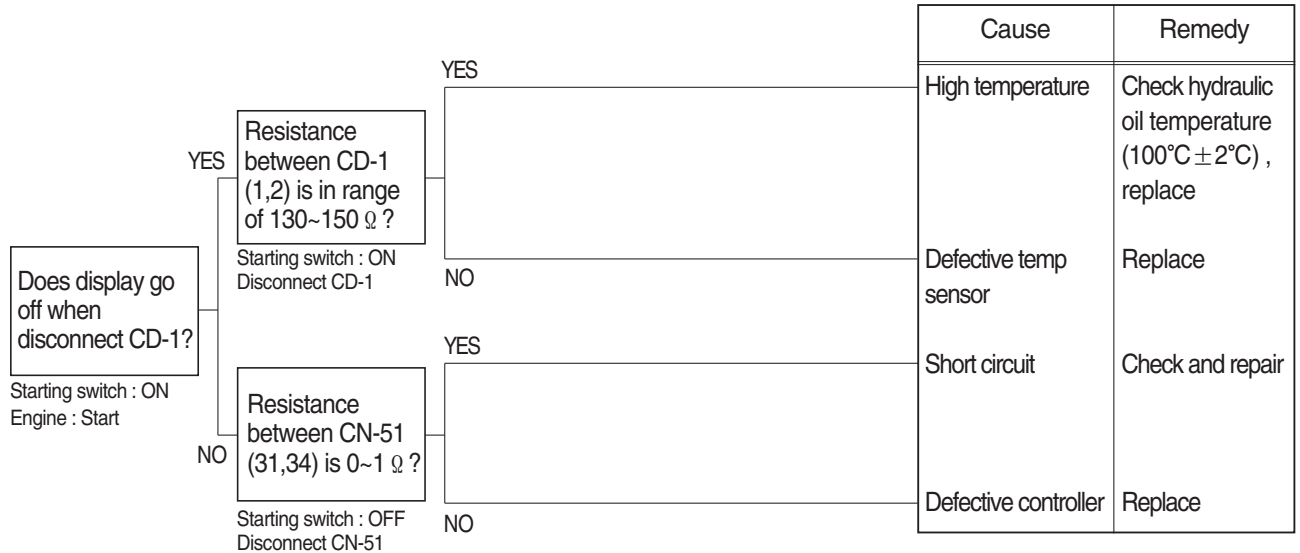 Cause
Remedy
YES
High temperature
Check hydraulic
oil temperature
(100°C±2°C) ,
replace
YES
Resistance
between CD-1
(1,2) is in range
of 130~150 Ω ?
Starting switch : ON
Disconnect CD-1
NO
Defective temp
sensor
Replace
Does display go
off when
disconnect CD-1?
Starting switch : ON
Engine : Start
YES
Short circuit
Check and repair
NO
Resistance
between CN-51
(31,34) is 0~1 Ω ?
Starting switch : OFF
Disconnect CN-51
NO
Defective controller
Replace